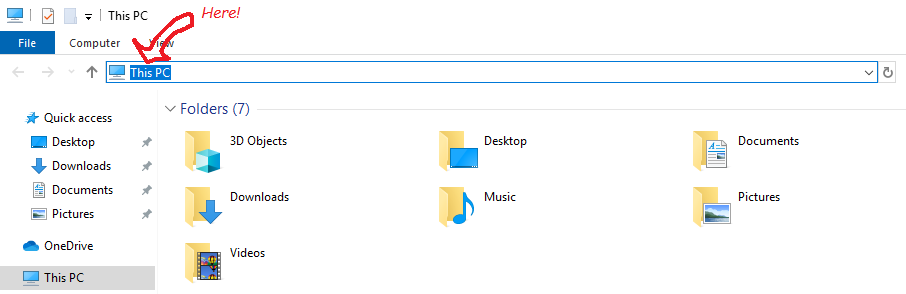 This PC
Here!
File
Computer
View
This PC
Quick access
Desktop
Downloads
Documents
Pictures
OneDrive
This PC
Folders (7)
3D Objects
Desktop
Documents
Downloads
Music
Pictures
Videos